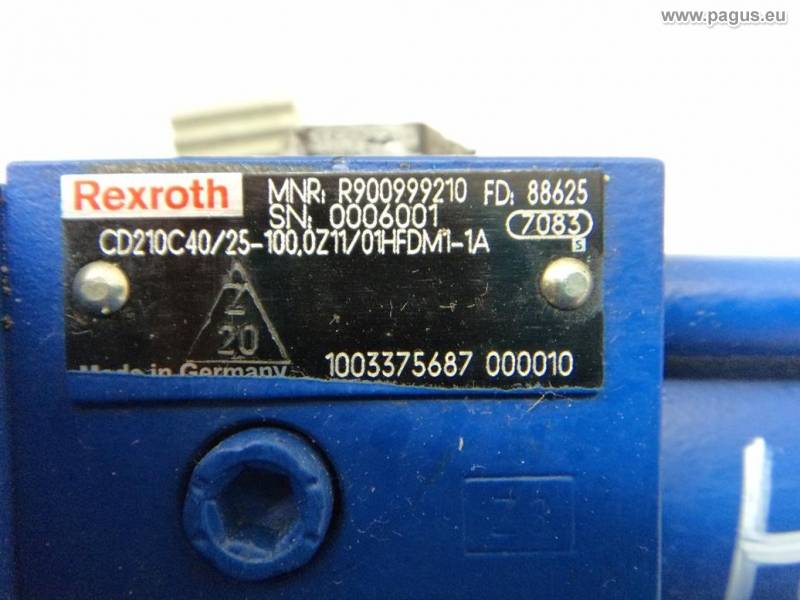 www.pagus.eu
Rexroth MNR: R900999210 FD: 88625
SN: 0006001 7083
S
CD210C40/25-100,0Z11/01HFDM1-1A
Z
20
Made in Germany 1003375687 000010
Z3
H